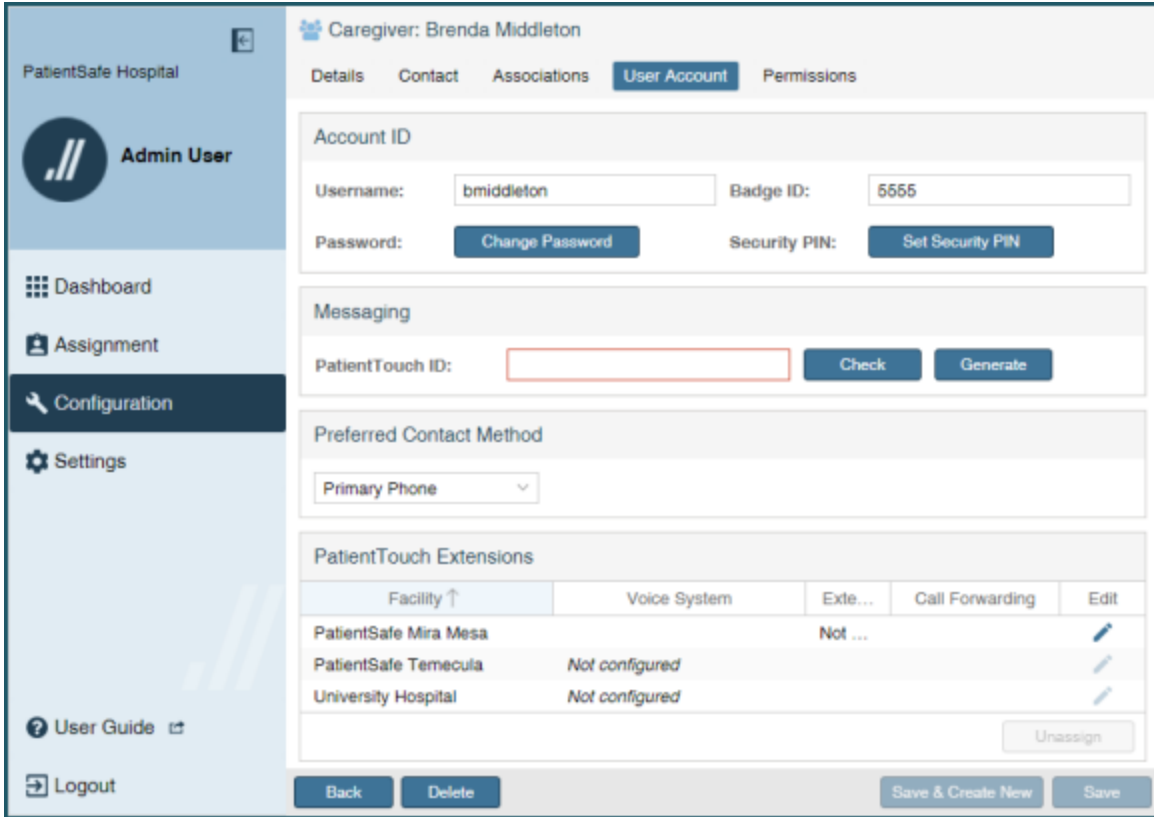 PatientSafe Hospital
Admin User
Dashboard
Assignment
Configuration
Settings
User Guide
Logout
Caregiver: Brenda Middleton
Details Contact Associations User Account Permissions
Account ID
Username: bmiddleton Badge ID: 5555
Password: Change Password Security PIN: Set Security PIN
Messaging
PatientTouch ID: Check Generate
Preferred Contact Method
Primary Phone
PatientTouch Extensions
Facility ↑ Voice System Exte... Call Forwarding Edit
PatientSafe Mira Mesa Not ...
PatientSafe Temecula Not configured
University Hospital Not configured
Unassign
Back Delete Save & Create New Save